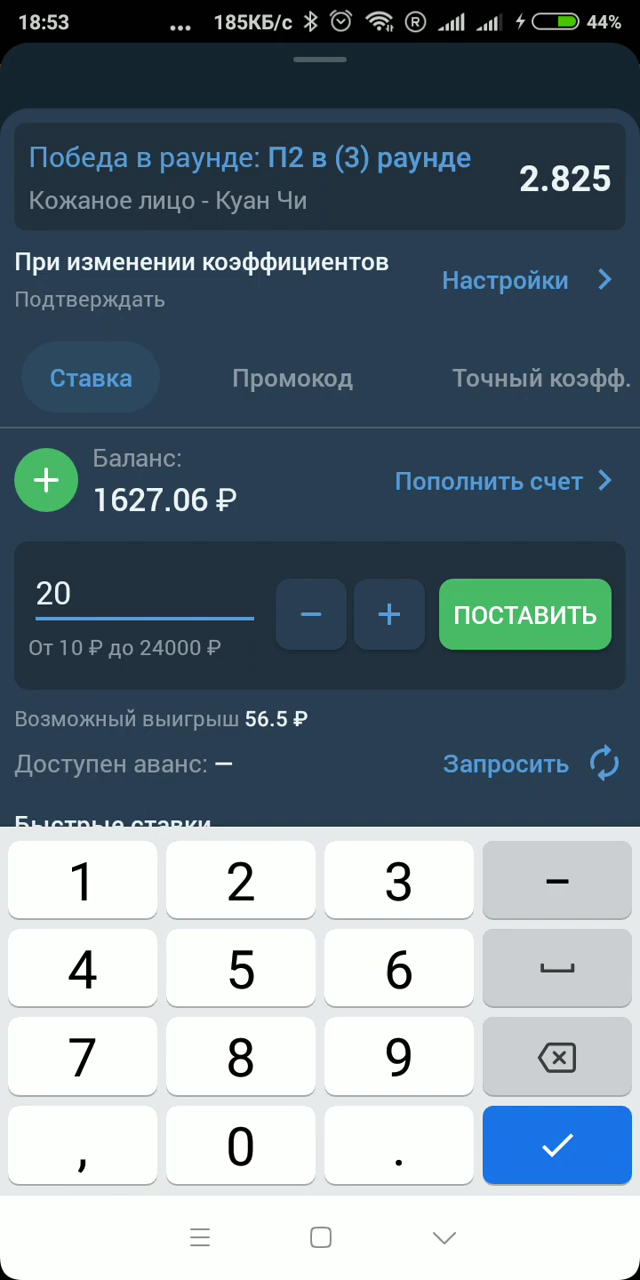 18:53 ... 185КБ/с R 44%
Победа в раунде: П2 в (3) раунде
2.825
Кожаное лицо - Куан Чи
При изменении коэффициентов
Подтверждать
Настройки
Ставка Промокод Точный коэфф.
Баланс:
1627.06 ₽
Пополнить счет
20
− + ПОСТАВИТЬ
От 10 ₽ до 24000 ₽
Возможный выигрыш 56.5 ₽
Доступен аванс: —
Запросить
Быстрые ставки
1 2 3 −
4 5 6
7 8 9
, 0 .